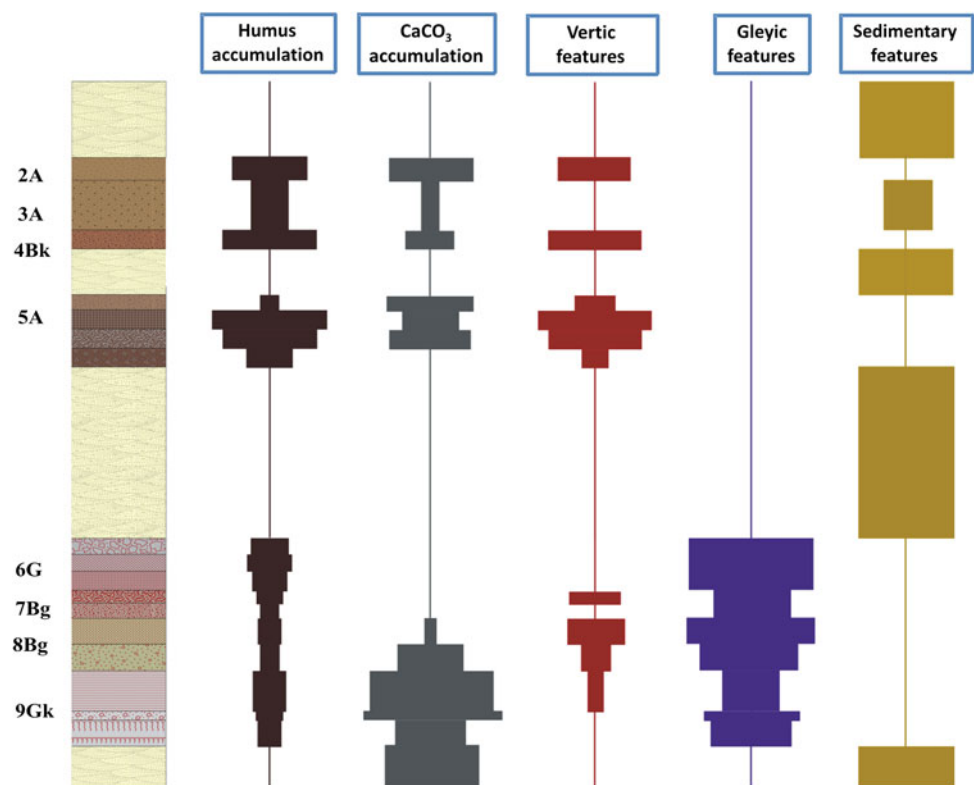 Humus
accumulation
CaCO₃
accumulation
Vertic
features
Gleyic
features
Sedimentary
features
2A
3A
4Bk
5A
6G
7Bg
8Bg
9Gk